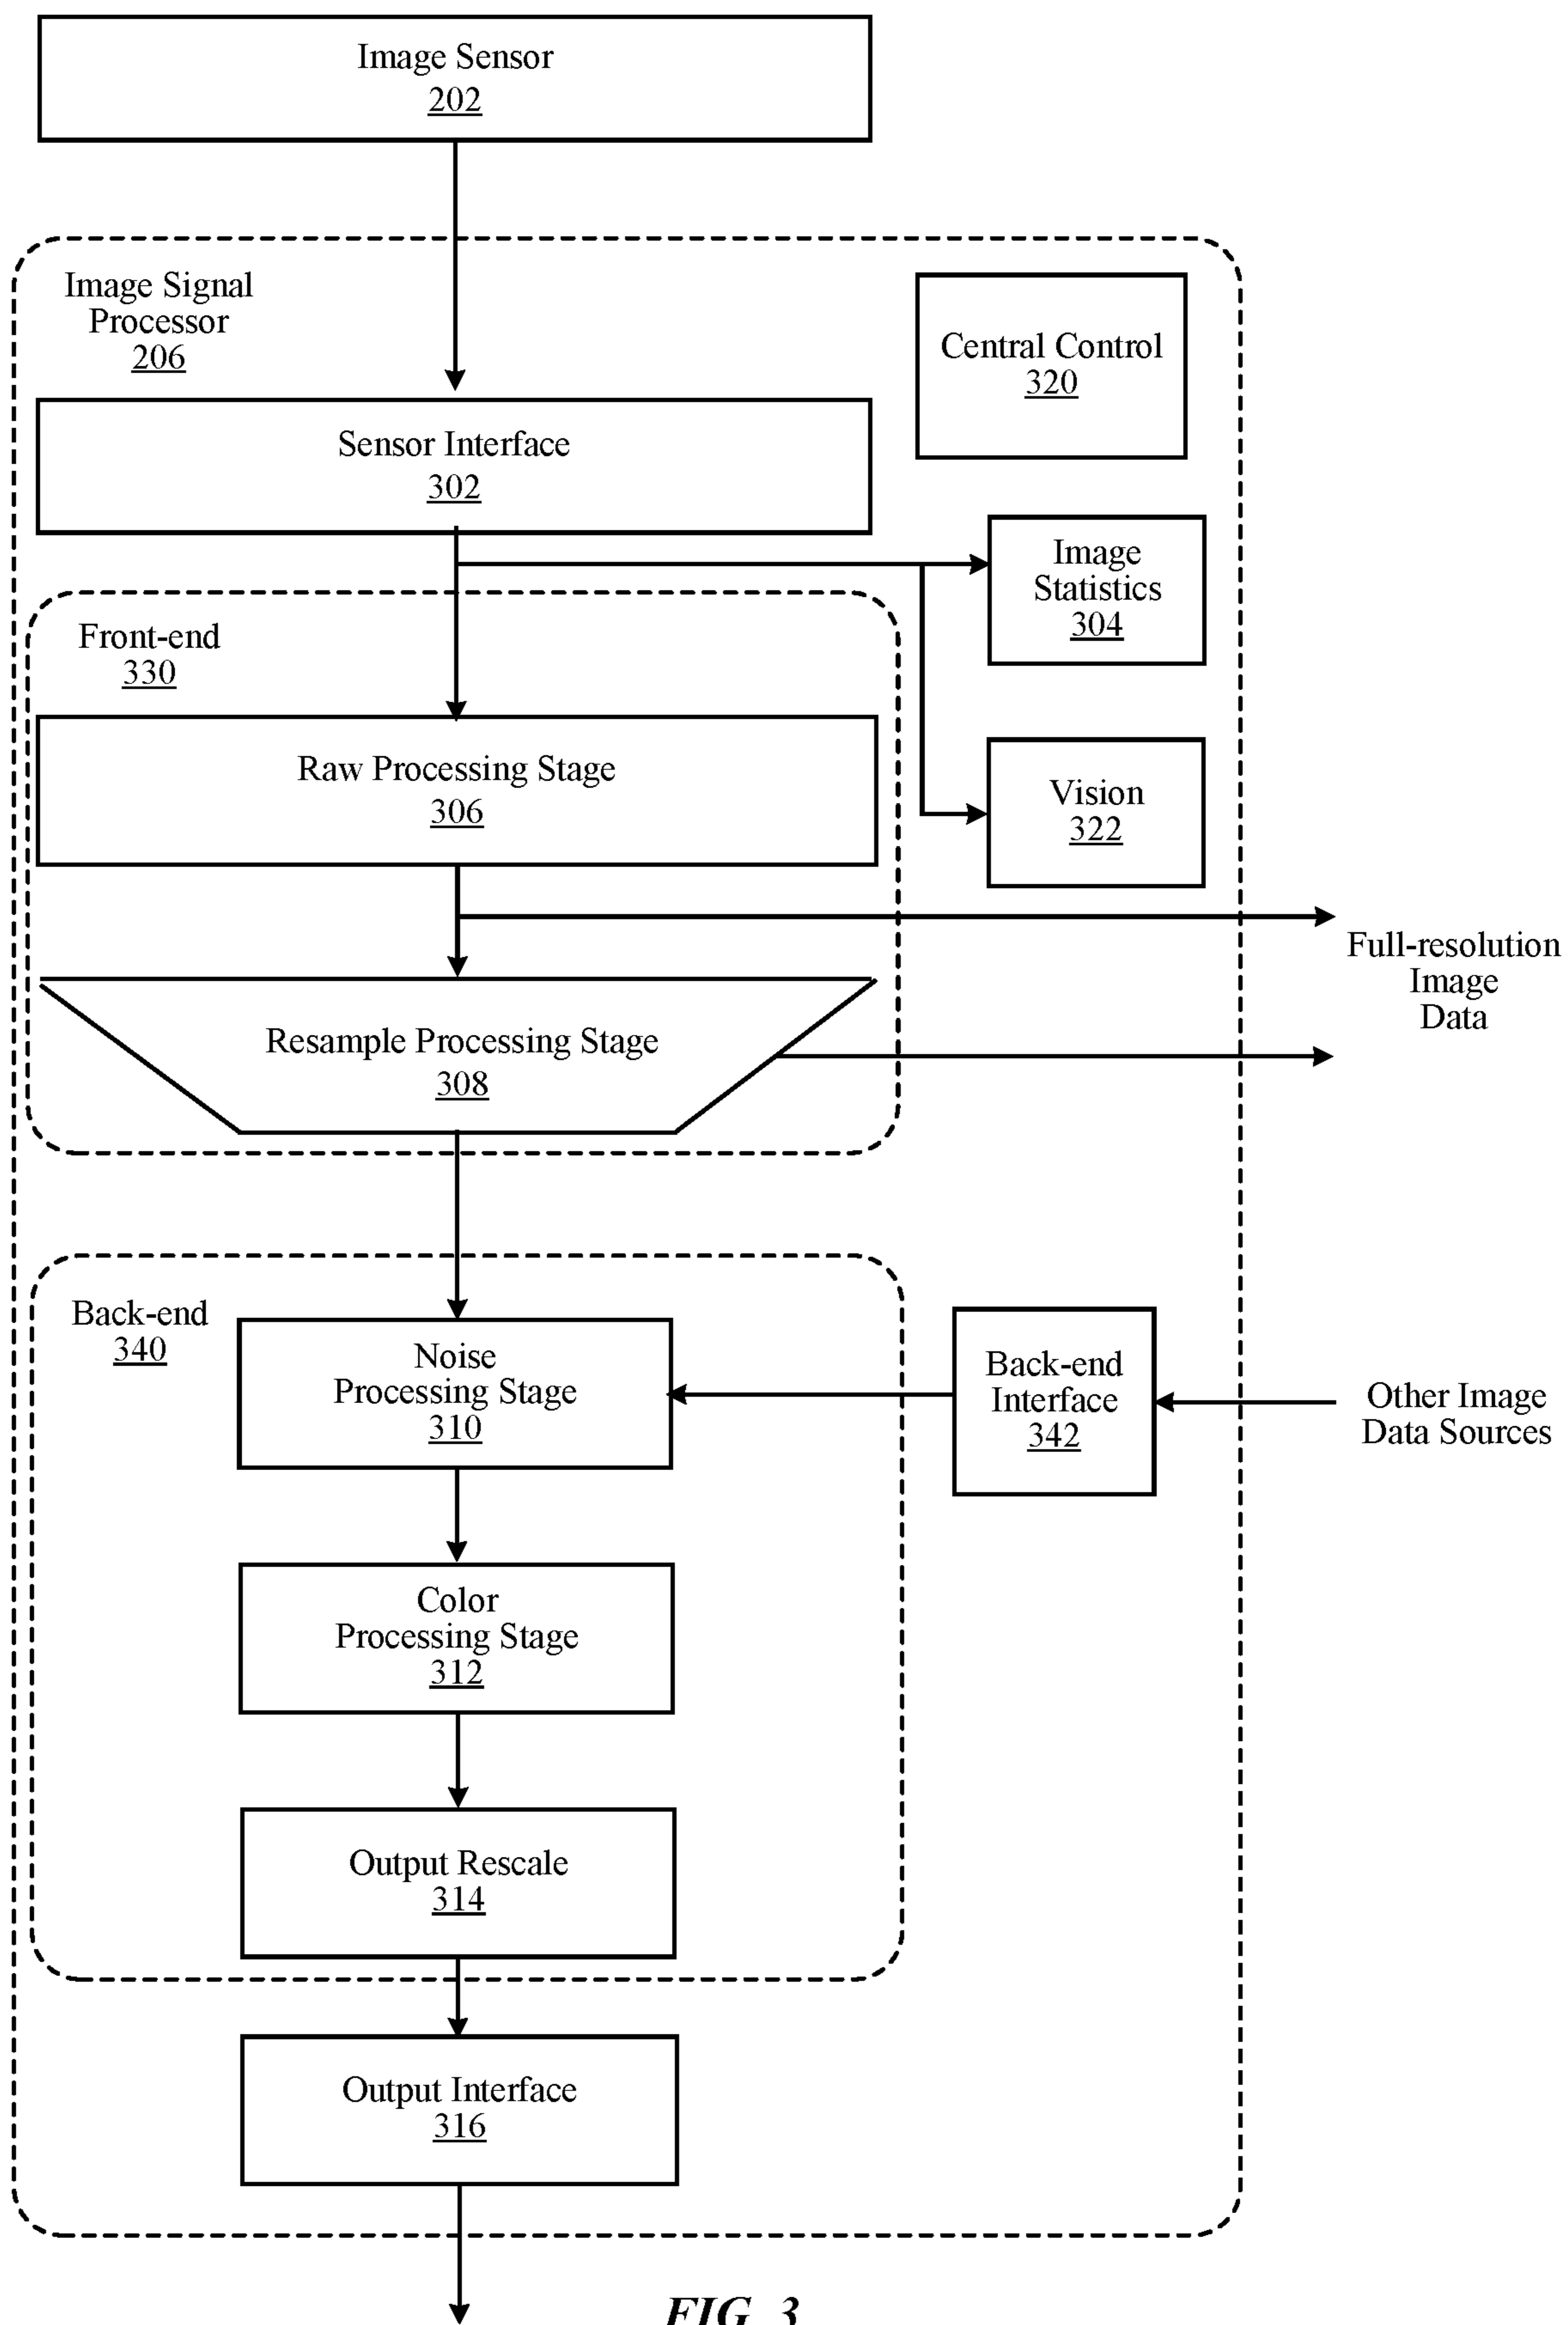 Image Sensor
202
Image Signal
Processor
206
Central Control
320
Sensor Interface
302
Image
Statistics
304
Front-end
330
Raw Processing Stage
306
Vision
322
Full-resolution
Image
Data
Resample Processing Stage
308
Back-end
340
Noise
Processing Stage
310
Back-end
Interface
342
Other Image
Data Sources
Color
Processing Stage
312
Output Rescale
314
Output Interface
316
FIG. 3